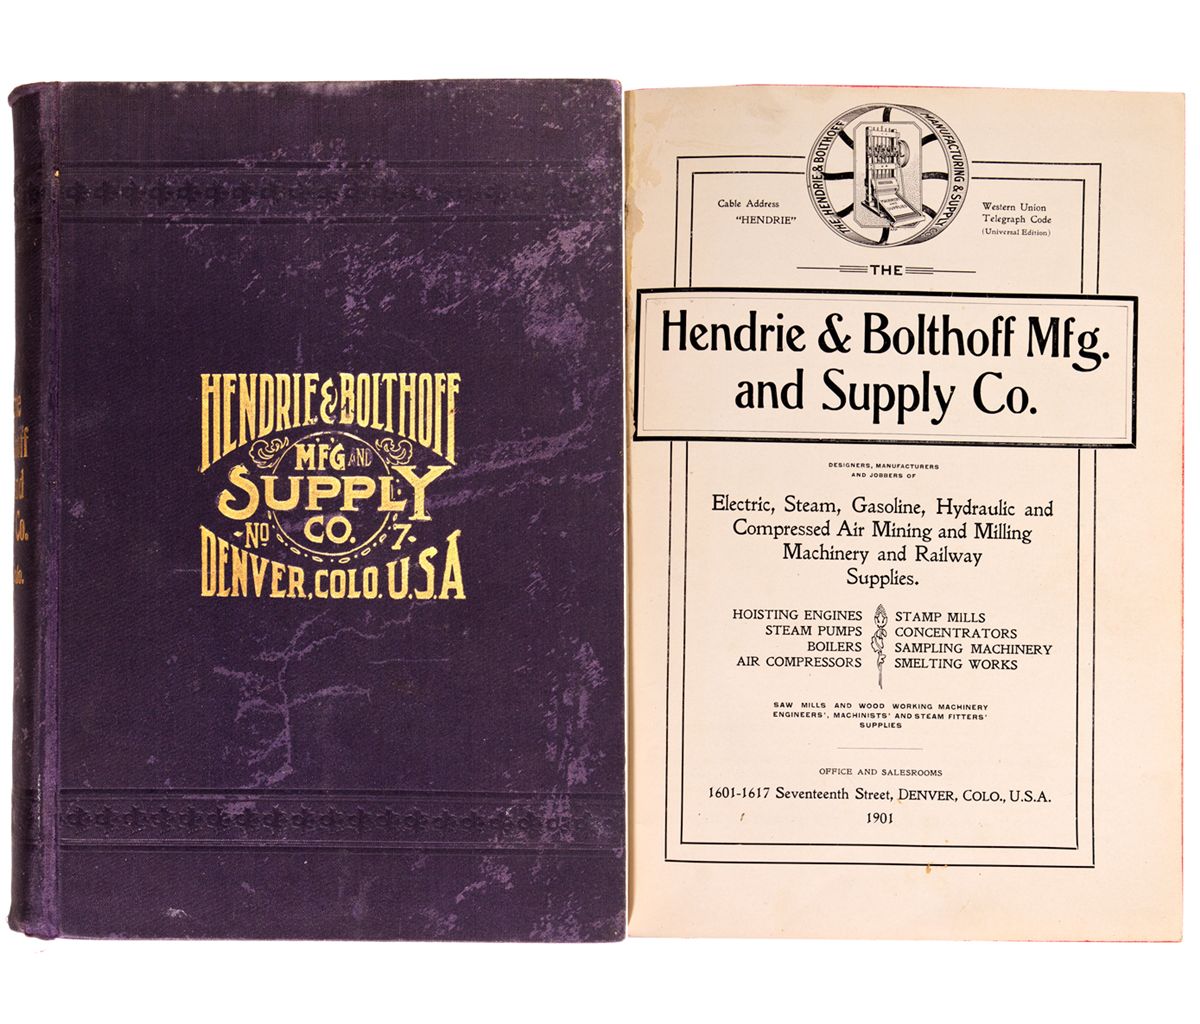 HENDRIE & BOLTHOFF
M'F'G AND
SUPPLY
CO.
NO 7
DENVER, COLO. U.S.A
THE HENDRIE & BOLTHOFF MANUFACTURING & SUPPLY CO.
Cable Address
"HENDRIE"
Western Union
Telegraph Code
(Universal Edition)
THE
Hendrie & Bolthoff Mfg.
and Supply Co.
DESIGNERS, MANUFACTURERS
AND JOBBERS OF
Electric, Steam, Gasoline, Hydraulic and
Compressed Air Mining and Milling
Machinery and Railway
Supplies.
HOISTING ENGINES
STEAM PUMPS
BOILERS
AIR COMPRESSORS
STAMP MILLS
CONCENTRATORS
SAMPLING MACHINERY
SMELTING WORKS
SAW MILLS AND WOOD WORKING MACHINERY
ENGINEERS', MACHINISTS' AND STEAM FITTERS'
SUPPLIES
OFFICE AND SALESROOMS
1601-1617 Seventeenth Street, DENVER, COLO., U.S.A.
1901